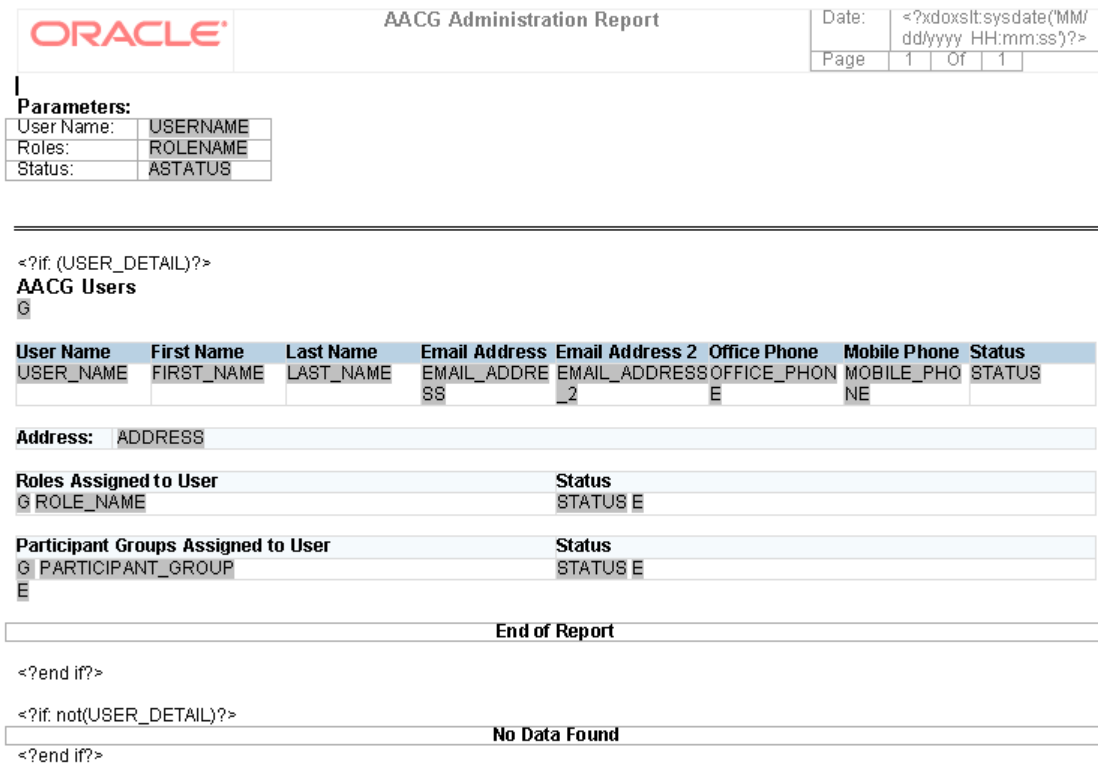 ORACLE
AACG Administration Report
Date: <?xdoxslt:sysdate('MM/
dd/yyyy HH:mm:ss')?>
Page 1 Of 1
Parameters:
User Name: USERNAME
Roles: ROLENAME
Status: ASTATUS
<?if: (USER_DETAIL)?>
AACG Users
G
User Name First Name Last Name Email Address Email Address 2 Office Phone Mobile Phone Status
USER_NAME FIRST_NAME LAST_NAME EMAIL_ADDRE EMAIL_ADDRESS OFFICE_PHON MOBILE_PHO STATUS
SS _2 E NE
Address: ADDRESS
Roles Assigned to User Status
G ROLE_NAME STATUS E
Participant Groups Assigned to User Status
G PARTICIPANT_GROUP STATUS E
E
End of Report
<?end if?>
<?if: not(USER_DETAIL)?>
No Data Found
<?end if?>